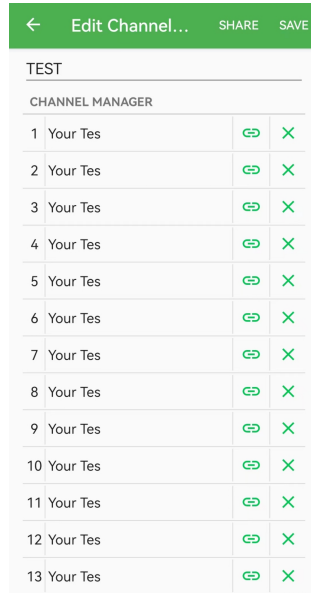 Edit Channel... SHARE SAVE
TEST
CHANNEL MANAGER
1 Your Tes
2 Your Tes
3 Your Tes
4 Your Tes
5 Your Tes
6 Your Tes
7 Your Tes
8 Your Tes
9 Your Tes
10 Your Tes
11 Your Tes
12 Your Tes
13 Your Tes